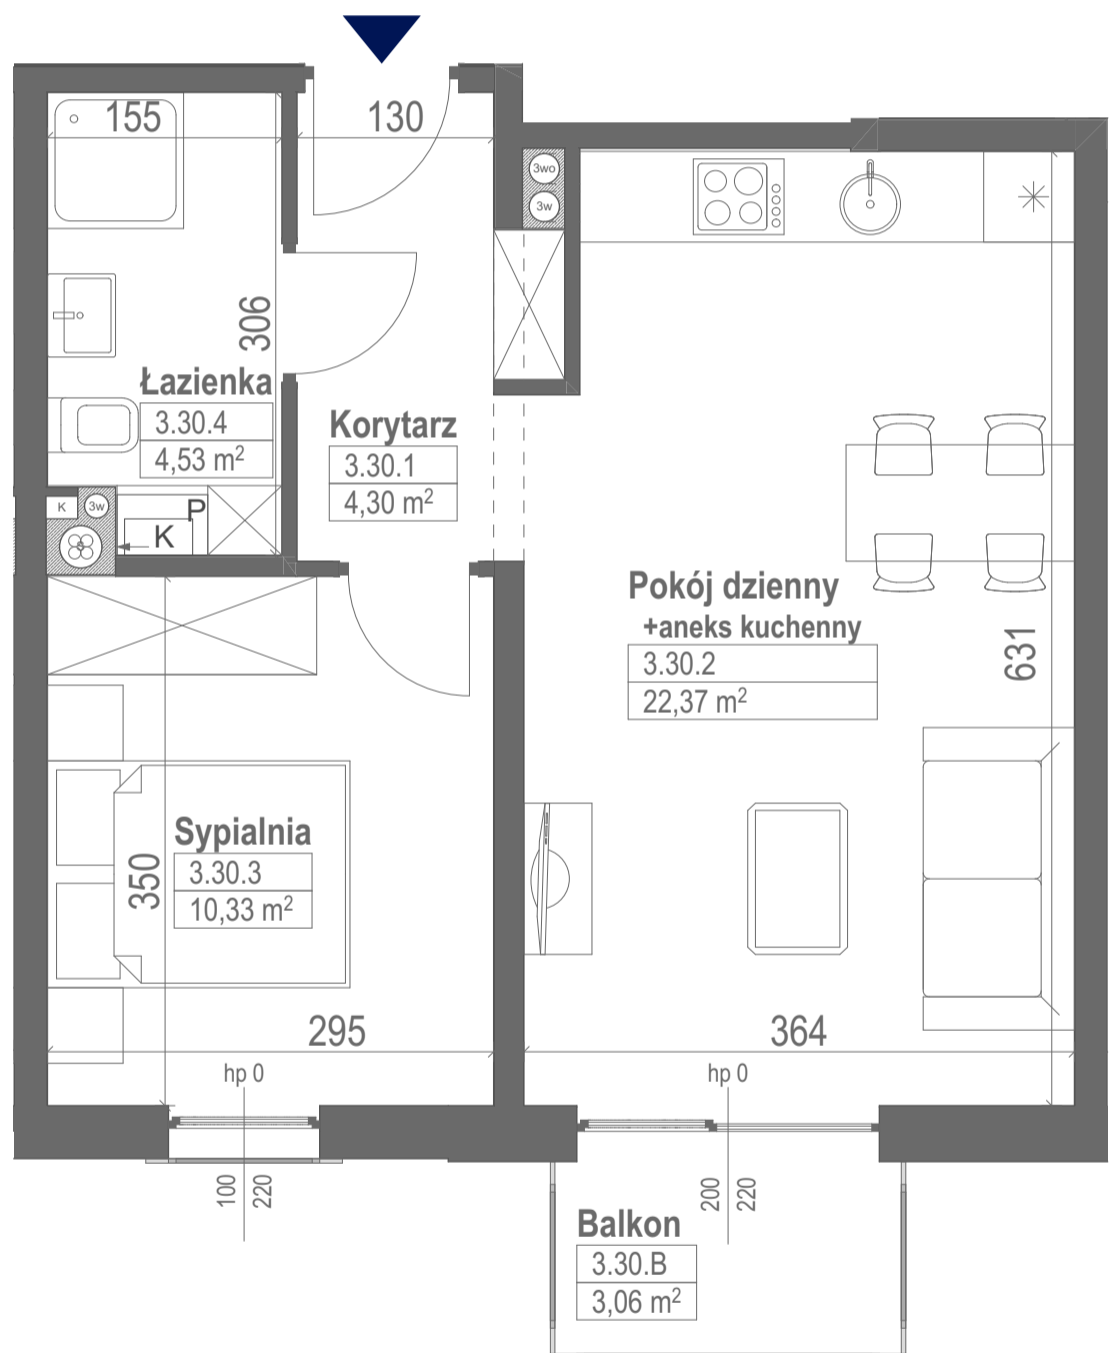 155
130
3wo
3w
306
Łazienka
3.30.4
4,53 m²
Korytarz
3.30.1
4,30 m²
K
3w
P
K
Pokój dzienny
+aneks kuchenny
3.30.2
22,37 m²
631
Sypialnia
3.30.3
10,33 m²
350
295
364
hp 0
hp 0
100
220
200
220
Balkon
3.30.B
3,06 m²